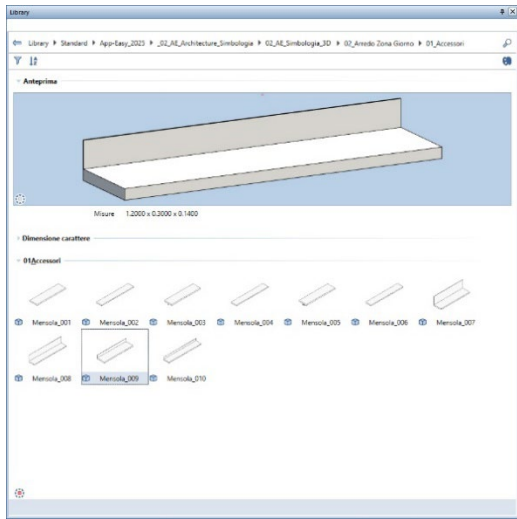 Library
Library Standard App-Easy_2025 _02_AE_Architecture_Simbologia 02_AE_Simbologia_3D 02_Arredo Zona Giorno 01_Accessori
Anteprima
Misure 1.2000 x 0.3000 x 0.1400
Dimensione carattere
01Accessori
Mensola_001 Mensola_002 Mensola_003 Mensola_004 Mensola_005 Mensola_006 Mensola_007
Mensola_008 Mensola_009 Mensola_010